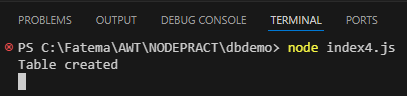 PROBLEMS OUTPUT DEBUG CONSOLE TERMINAL PORTS
PS C:\Fatema\AWT\NODEPRACT\dbdemo> node index4.js
Table created